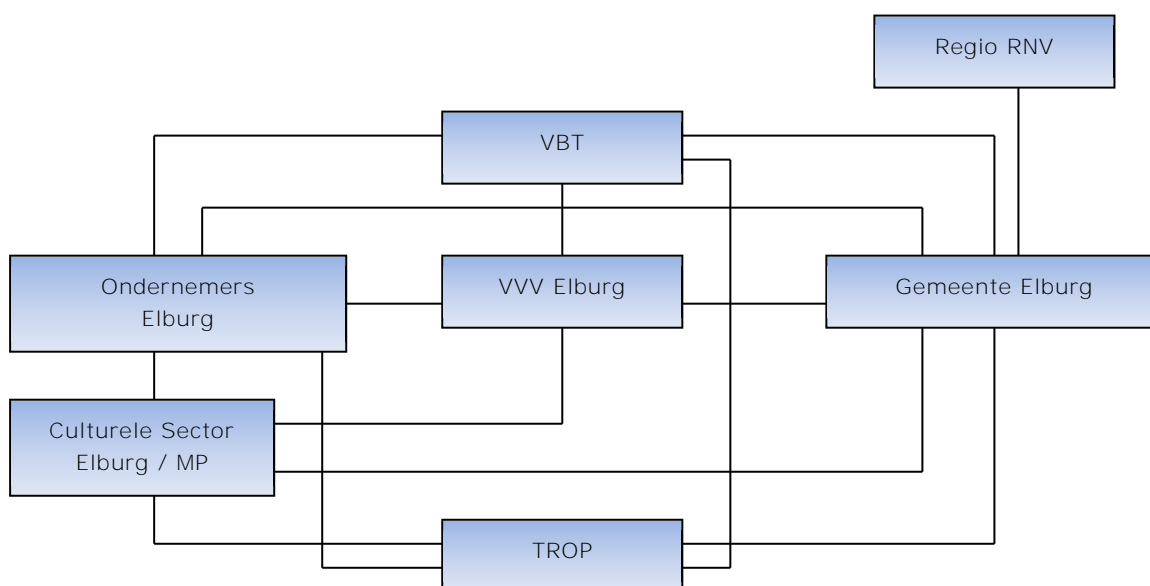 Regio RNV
VBT
Ondernemers
Elburg
VVV Elburg
Gemeente Elburg
Culturele Sector
Elburg / MP
TROP